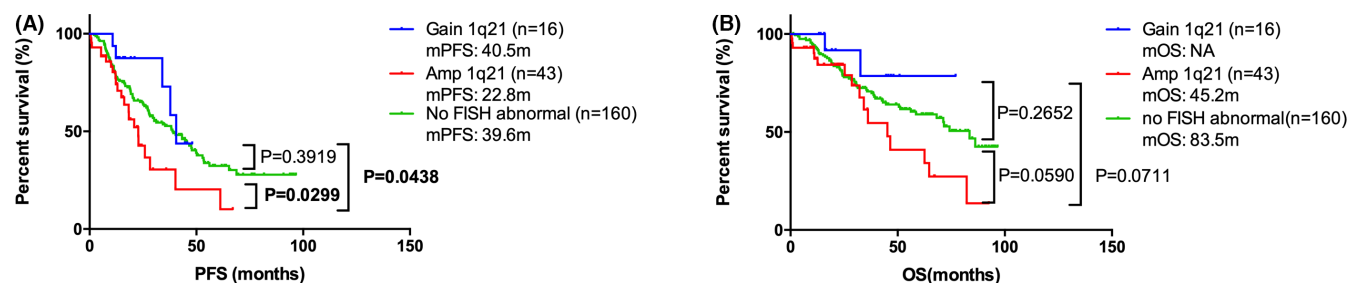 (A)
Percent survival (%)
100
50
0
0
50
100
150
PFS (months)
Gain 1q21 (n=16)
mPFS: 40.5m
Amp 1q21 (n=43)
mPFS: 22.8m
No FISH abnormal (n=160)
mPFS: 39.6m
P=0.3919
P=0.0299
P=0.0438
(B)
Percent survival (%)
100
50
0
0
50
100
150
OS(months)
Gain 1q21 (n=16)
mOS: NA
Amp 1q21 (n=43)
mOS: 45.2m
no FISH abnormal(n=160)
mOS: 83.5m
P=0.2652
P=0.0590
P=0.0711